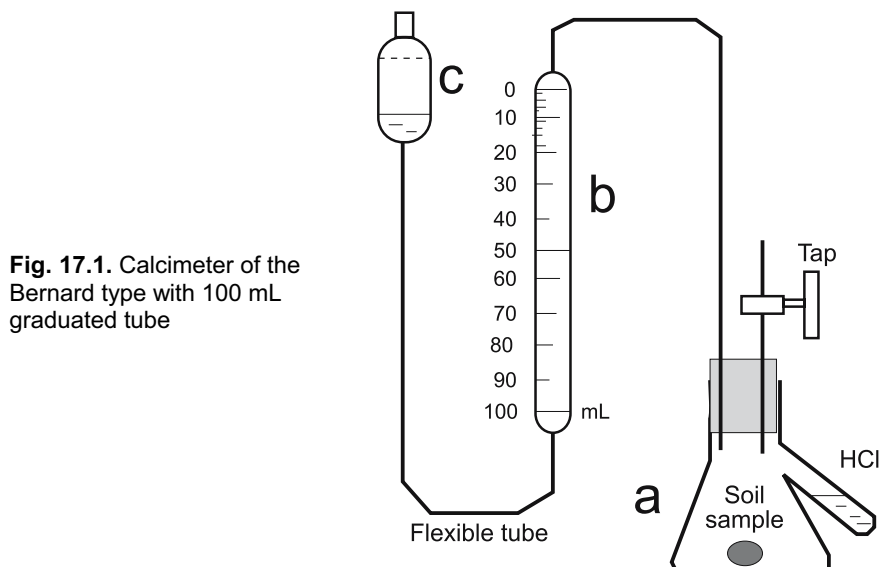 Fig. 17.1. Calcimeter of the
Bernard type with 100 mL
graduated tube
c
0
10
20
30
40
50
60
70
80
90
100 mL
b
Flexible tube
Tap
HCl
a
Soil
sample